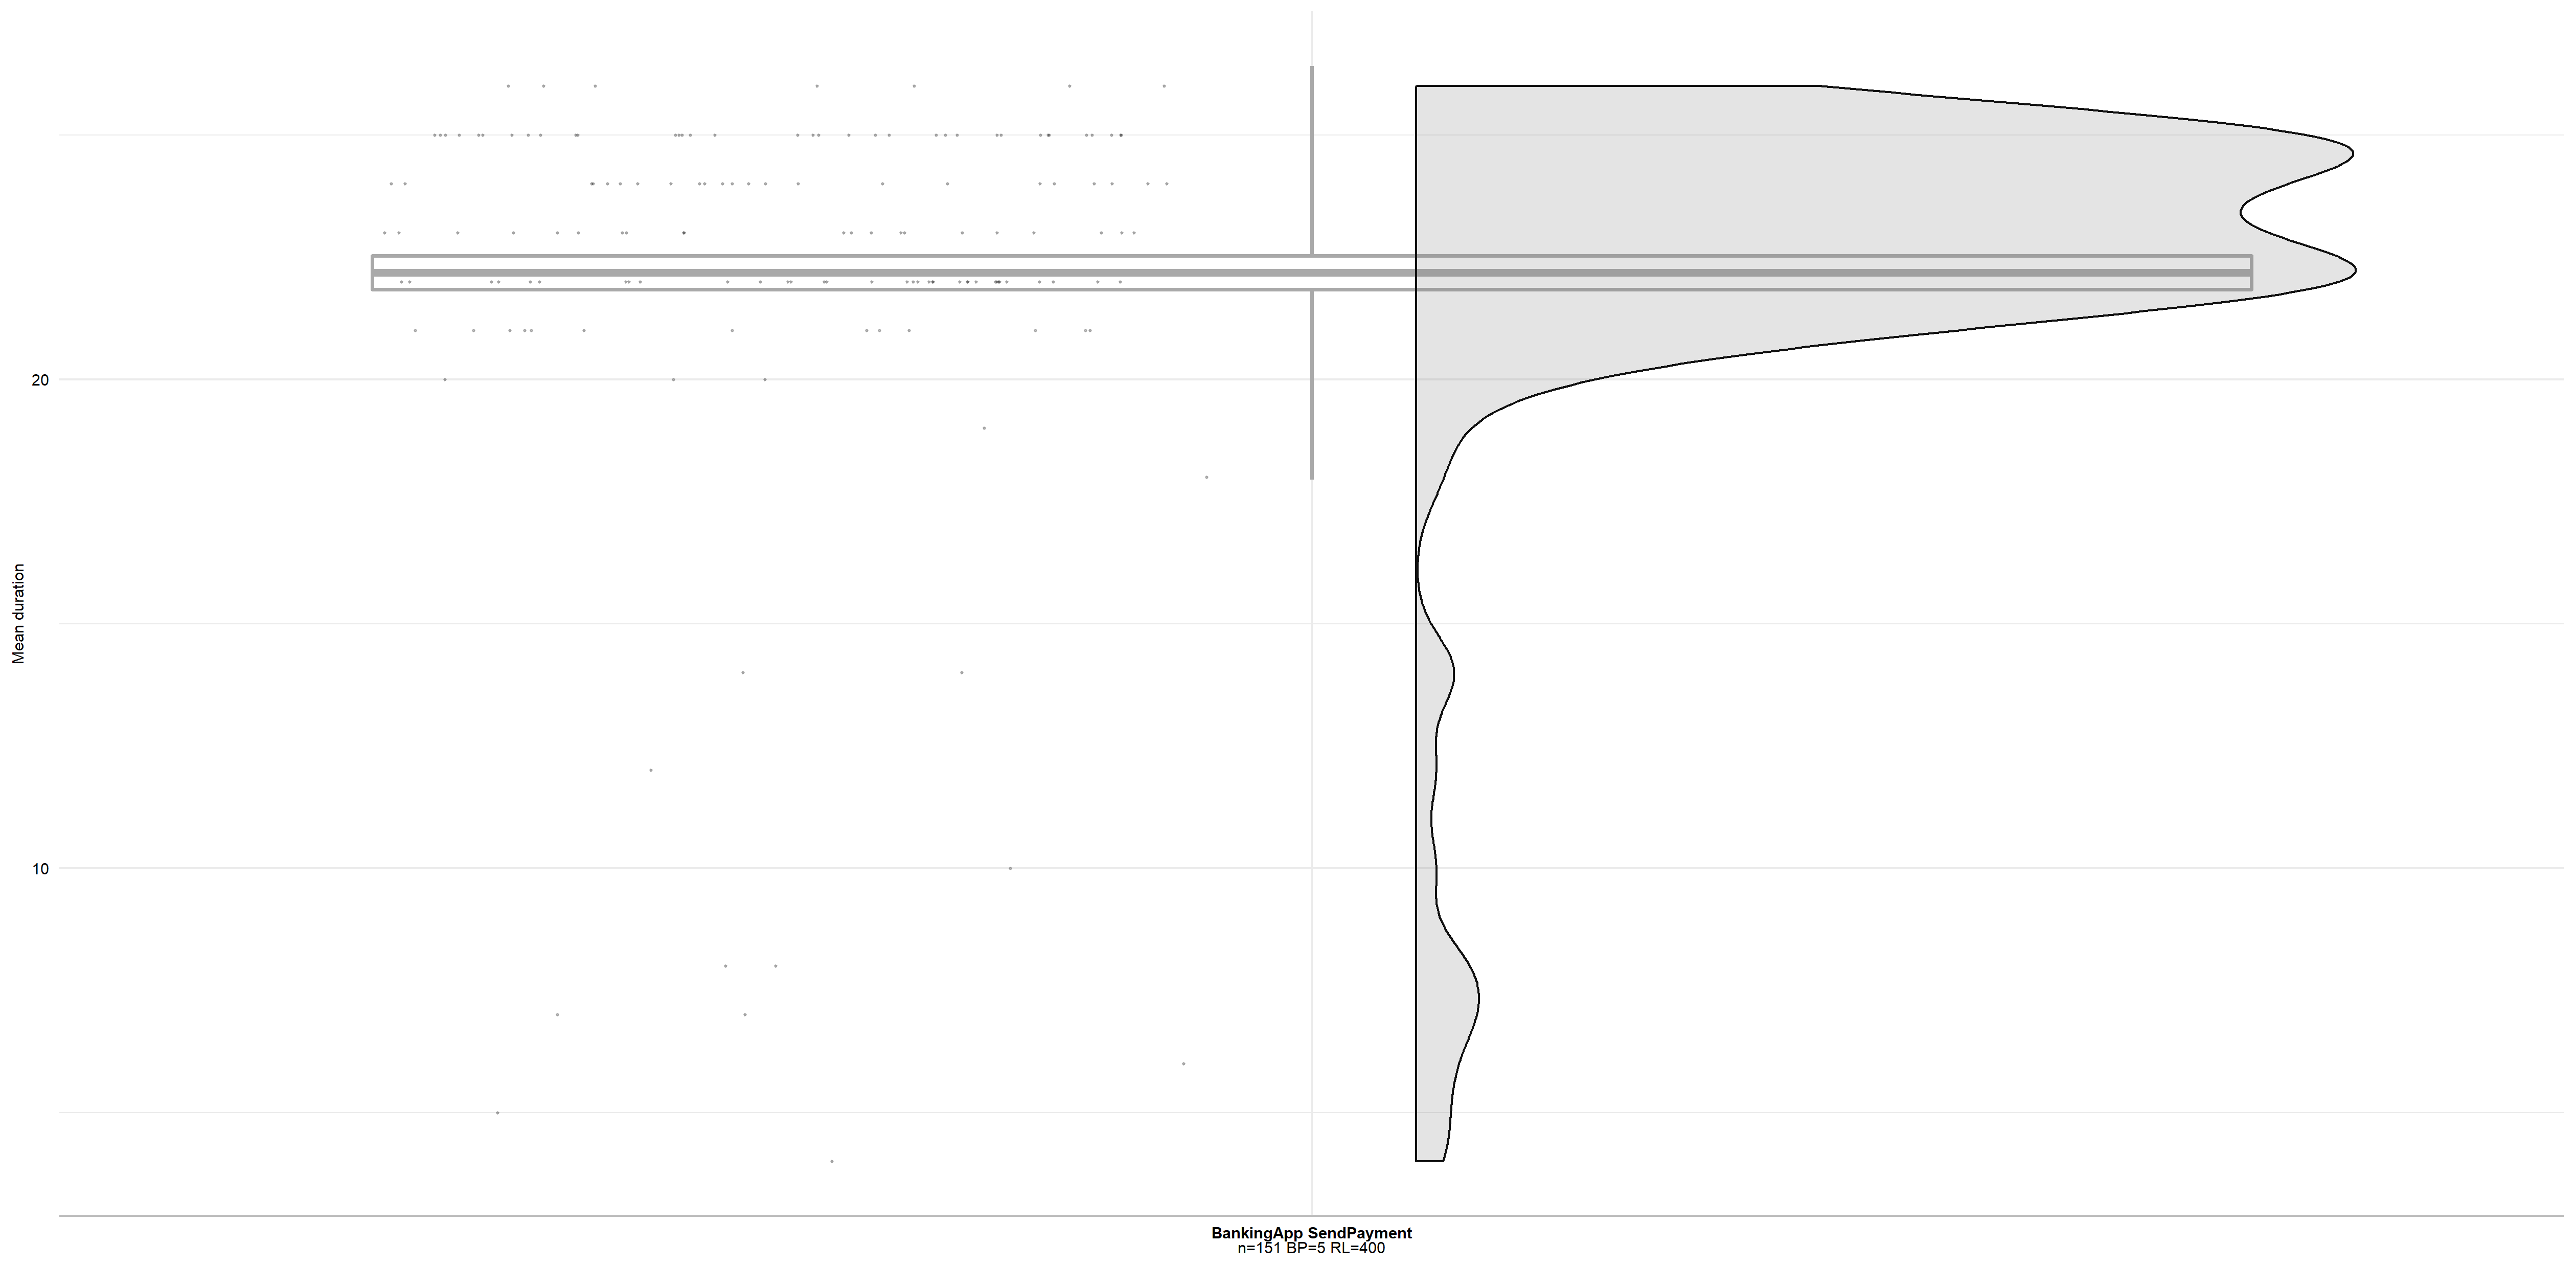 20
Mean duration
10
BankingApp SendPayment
n=151 BP=5 RL=400